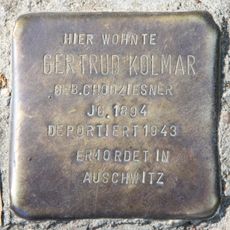 HIER WOHNTE
GERTRUD KOLMAR
GEB. CHODZIESNER
JG. 1894
DEPORTIERT 1943
ERMORDET IN
AUSCHWITZ